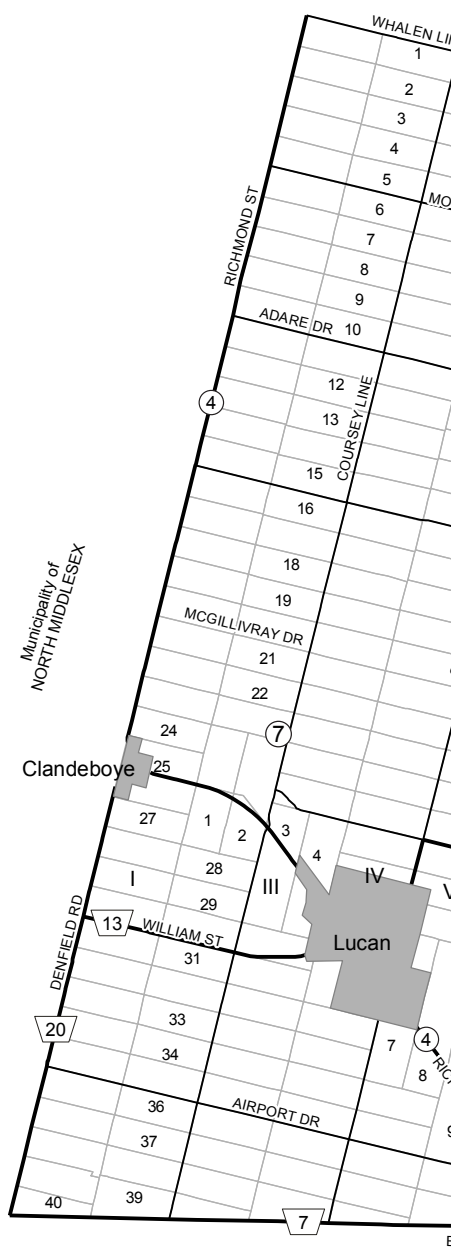 WHALEN LI
1
2
3
4
5
MO
6
7
RICHMOND ST
8
9
ADARE DR
10
12
4
13
COURSEY LINE
15
16
18
Municipality of
NORTH MIDDLESEX
19
MCGILLIVRAY DR
21
22
24
7
Clandeboye
25
27
1
2
3
4
I
28
III
IV
V
29
DENFIELD RD
13
WILLIAM ST
Lucan
31
33
20
34
7
4
RIC
8
36
AIRPORT DR
37
9
40
39
7
E